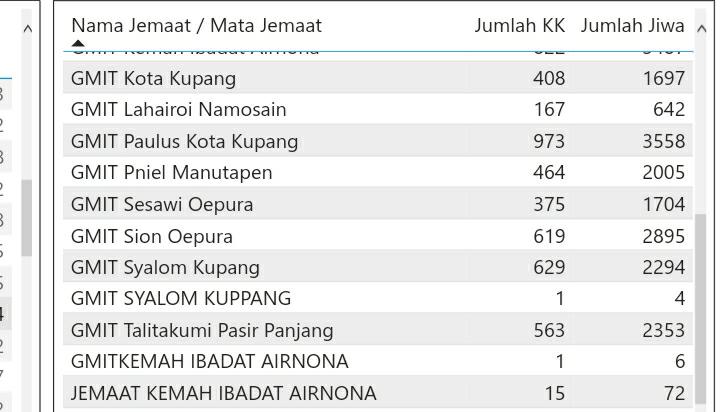 Nama Jemaat / Mata Jemaat Jumlah KK Jumlah Jiwa
GMIT Kota Kupang 408 1697
GMIT Lahairoi Namosain 167 642
GMIT Paulus Kota Kupang 973 3558
GMIT Pniel Manutapen 464 2005
GMIT Sesawi Oepura 375 1704
GMIT Sion Oepura 619 2895
GMIT Syalom Kupang 629 2294
GMIT SYALOM KUPPANG 1 4
GMIT Talitakumi Pasir Panjang 563 2353
GMITKEMAH IBADAT AIRNONA 1 6
JEMAAT KEMAH IBADAT AIRNONA 15 72